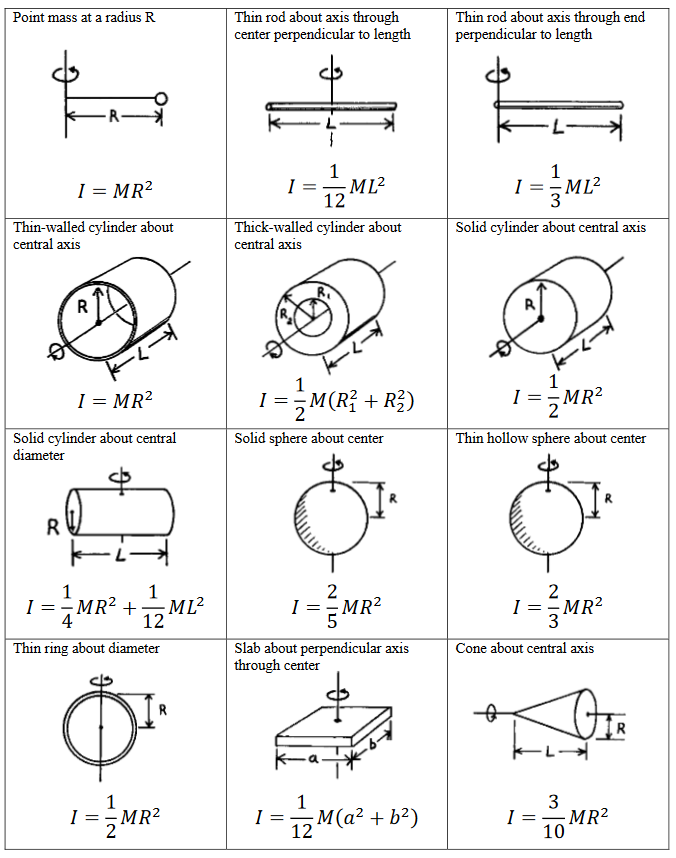 Point mass at a radius R
R
I = MR²
Thin rod about axis through
center perpendicular to length
L
I = 1/12 ML²
Thin rod about axis through end
perpendicular to length
L
I = 1/3 ML²
Thin-walled cylinder about
central axis
R
L
I = MR²
Thick-walled cylinder about
central axis
R₁
R₂
L
I = 1/2 M(R₁² + R₂²)
Solid cylinder about central axis
R
L
I = 1/2 MR²
Solid cylinder about central
diameter
R
L
I = 1/4 MR² + 1/12 ML²
Solid sphere about center
R
I = 2/5 MR²
Thin hollow sphere about center
R
I = 2/3 MR²
Thin ring about diameter
R
I = 1/2 MR²
Slab about perpendicular axis
through center
a
b
I = 1/12 M(a² + b²)
Cone about central axis
R
L
I = 3/10 MR²